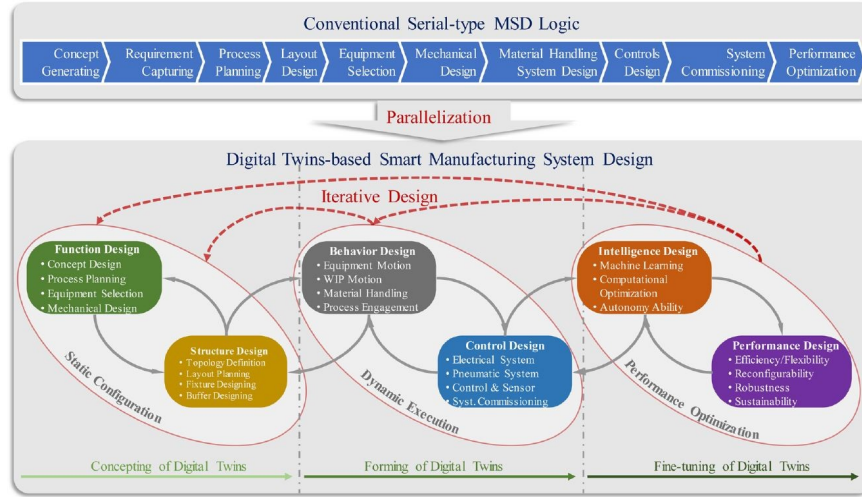 Conventional Serial-type MSD Logic
Concept
Generating
Requirement
Capturing
Process
Planning
Layout
Design
Equipment
Selection
Mechanical
Design
Material Handling
System Design
Controls
Design
System
Commissioning
Performance
Optimization
Parallelization
Digital Twins-based Smart Manufacturing System Design
Iterative Design
Function Design
• Concept Design
• Process Planning
• Equipment Selection
• Mechanical Design
Structure Design
• Topology Definition
• Layout Planning
• Fixture Designing
• Buffer Designing
Static Configuration
Behavior Design
• Equipment Motion
• WIP Motion
• Material Handling
• Process Engagement
Control Design
• Electrical System
• Pneumatic System
• Control & Sensor
• Syst. Commissioning
Dynamic Execution
Intelligence Design
• Machine Learning
• Computational
Optimization
• Autonomy Ability
Performance Design
• Efficiency/Flexibility
• Reconfigurability
• Robustness
• Sustainability
Performance Optimization
Concepting of Digital Twins
Forming of Digital Twins
Fine-tuning of Digital Twins